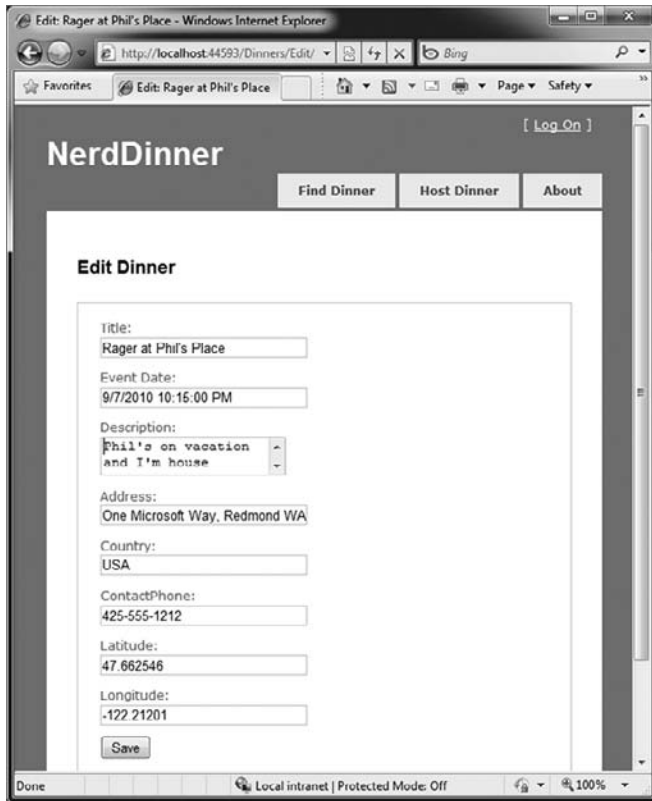 Edit: Rager at Phil's Place - Windows Internet Explorer
http://localhost:44593/Dinners/Edit/
Bing
Favorites
Edit: Rager at Phil's Place
Page
Safety
[ Log On ]
NerdDinner
Find Dinner
Host Dinner
About
Edit Dinner
Title:
Rager at Phil's Place
Event Date:
9/7/2010 10:15:00 PM
Description:
Phil's on vacation
and I'm house
Address:
One Microsoft Way, Redmond WA
Country:
USA
ContactPhone:
425-555-1212
Latitude:
47.662546
Longitude:
-122.21201
Save
Done
Local intranet | Protected Mode: Off
100%